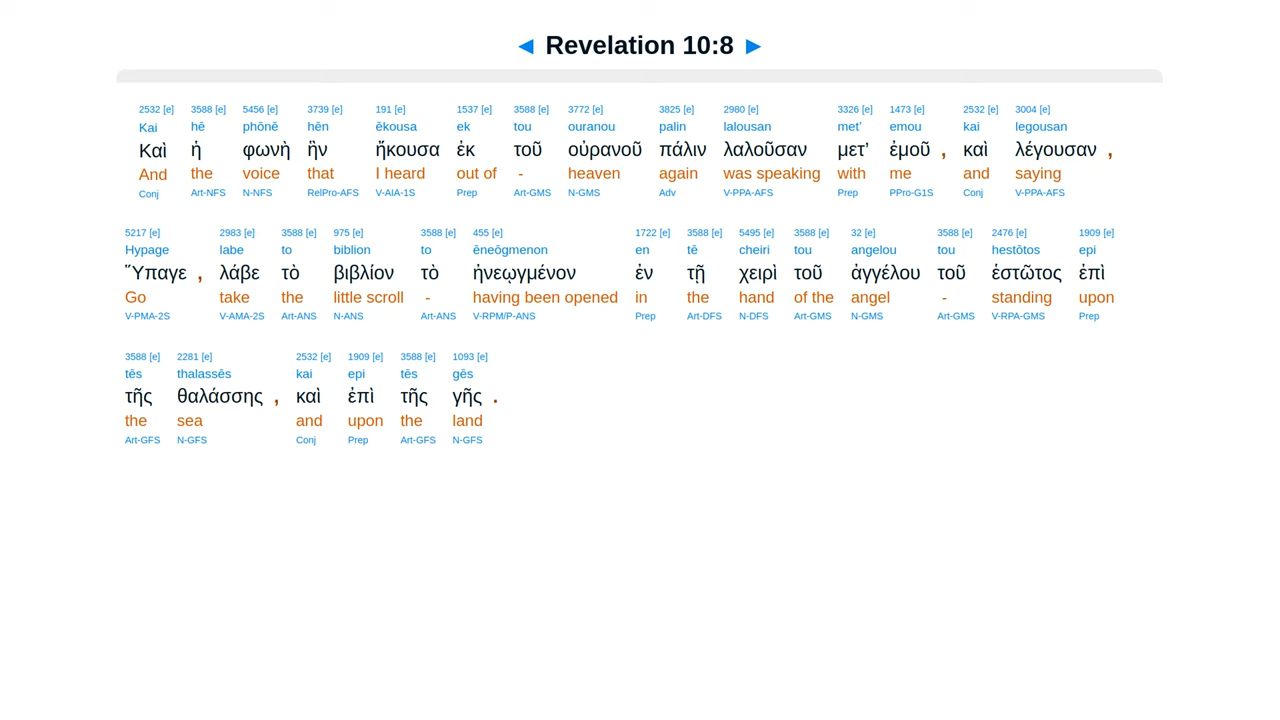 ◄ Revelation 10:8 ►
2532 [e] 3588 [e] 5456 [e] 3739 [e] 191 [e] 1537 [e] 3588 [e] 3772 [e] 3825 [e] 2980 [e] 3326 [e] 1473 [e] 2532 [e] 3004 [e]
Kai hē phōnē hēn ēkousa ek tou ouranou palin lalousan met’ emou kai legousan
Καὶ ἡ φωνὴ ἣν ἤκουσα ἐκ τοῦ οὐρανοῦ πάλιν λαλοῦσαν μετ’ ἐμοῦ , καὶ λέγουσαν ,
And the voice that I heard out of - heaven again was speaking with me and saying
Conj Art-NFS N-NFS RelPro-AFS V-AIA-1S Prep Art-GMS N-GMS Adv V-PPA-AFS Prep PPro-G1S Conj V-PPA-AFS
5217 [e] 2983 [e] 3588 [e] 975 [e] 3588 [e] 455 [e] 1722 [e] 3588 [e] 5495 [e] 3588 [e] 32 [e] 3588 [e] 2476 [e] 1909 [e]
Hypage labe to biblion to ēneōgmenon en tē cheiri tou angelou tou hestōtos epi
Ὕπαγε , λάβε τὸ βιβλίον τὸ ἠνεῳγμένον ἐν τῇ χειρὶ τοῦ ἀγγέλου τοῦ ἑστῶτος ἐπὶ
Go take the little scroll - having been opened in the hand of the angel - standing upon
V-PMA-2S V-AMA-2S Art-ANS N-ANS Art-ANS V-RPM/P-ANS Prep Art-DFS N-DFS Art-GMS N-GMS Art-GMS V-RPA-GMS Prep
3588 [e] 2281 [e] 2532 [e] 1909 [e] 3588 [e] 1093 [e]
tēs thalassēs kai epi tēs gēs
τῆς θαλάσσης , καὶ ἐπὶ τῆς γῆς .
the sea and upon the land
Art-GFS N-GFS Conj Prep Art-GFS N-GFS